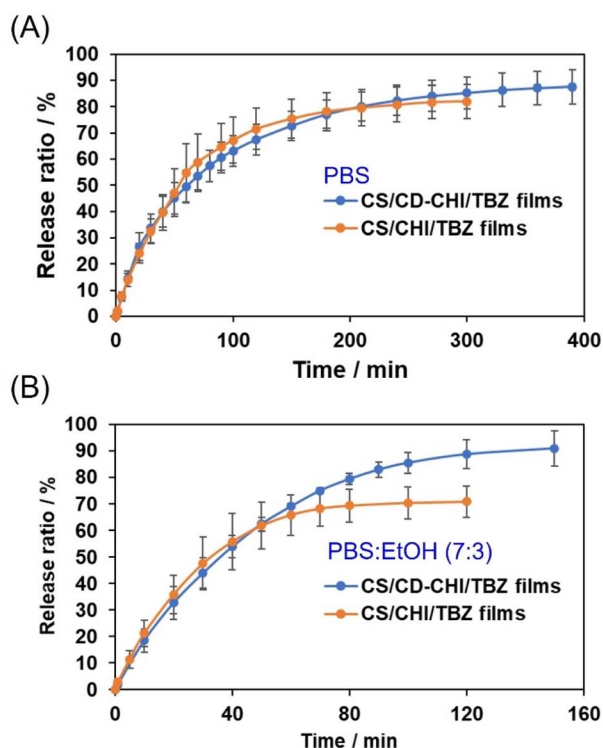 (A)
100
90
80
70
60
50
40
30
20
10
0
Release ratio / %
PBS
CS/CD-CHI/TBZ films
CS/CHI/TBZ films
0 100 200 300 400
Time / min
(B)
100
90
80
70
60
50
40
30
20
10
0
Release ratio / %
PBS:EtOH (7:3)
CS/CD-CHI/TBZ films
CS/CHI/TBZ films
0 40 80 120 160
Time / min